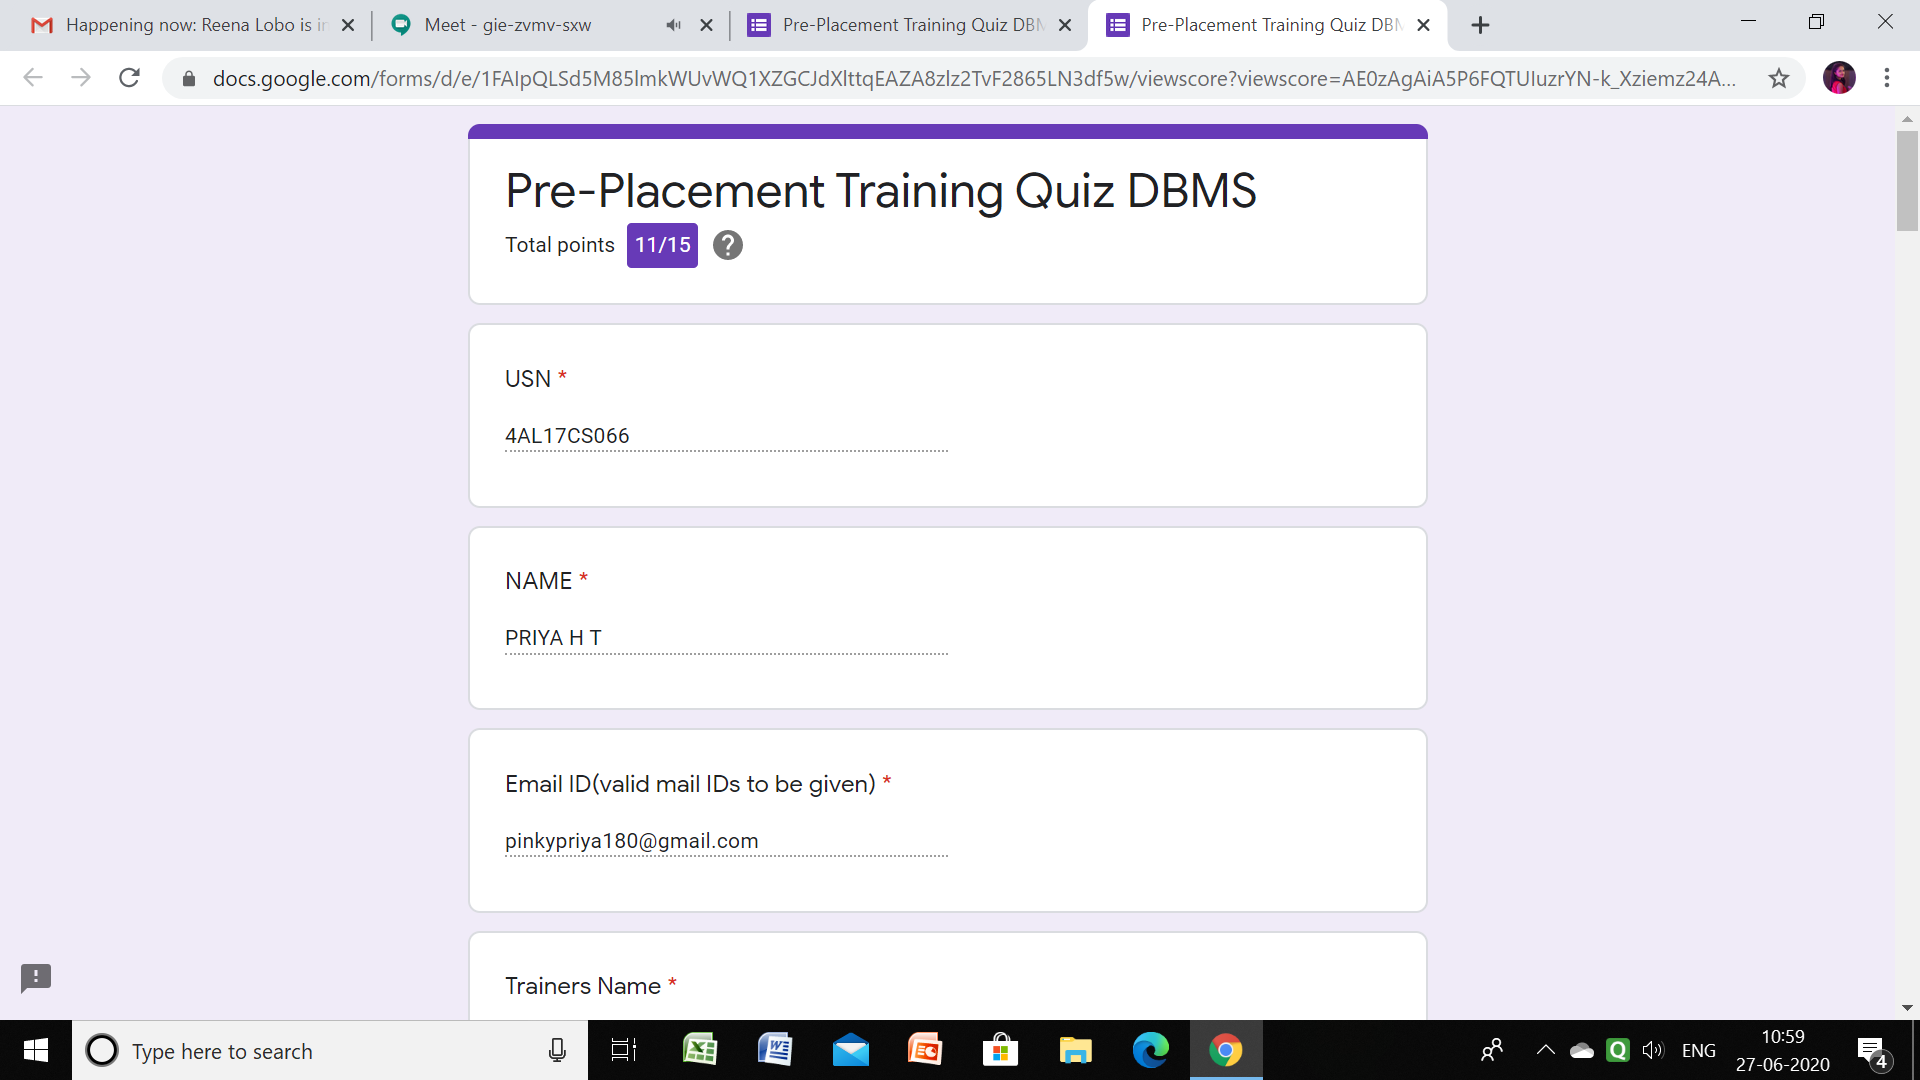 Happening now: Reena Lobo is in
Meet - gie-zvmv-sxw
Pre-Placement Training Quiz DBM
Pre-Placement Training Quiz DBM
docs.google.com/forms/d/e/1FAIpQLSd5M85lmkWUvWQ1XZGCJdXlttqEAZA8zlz2TvF2865LN3df5w/viewscore?viewscore=AE0zAgAiA5P6FQTUIuzrYN-k_Xziemz24A...
Pre-Placement Training Quiz DBMS
Total points 11/15
USN *
4AL17CS066
NAME *
PRIYA H T
Email ID(valid mail IDs to be given) *
pinkypriya180@gmail.com
Trainers Name *
Type here to search
ENG
10:59
27-06-2020
4